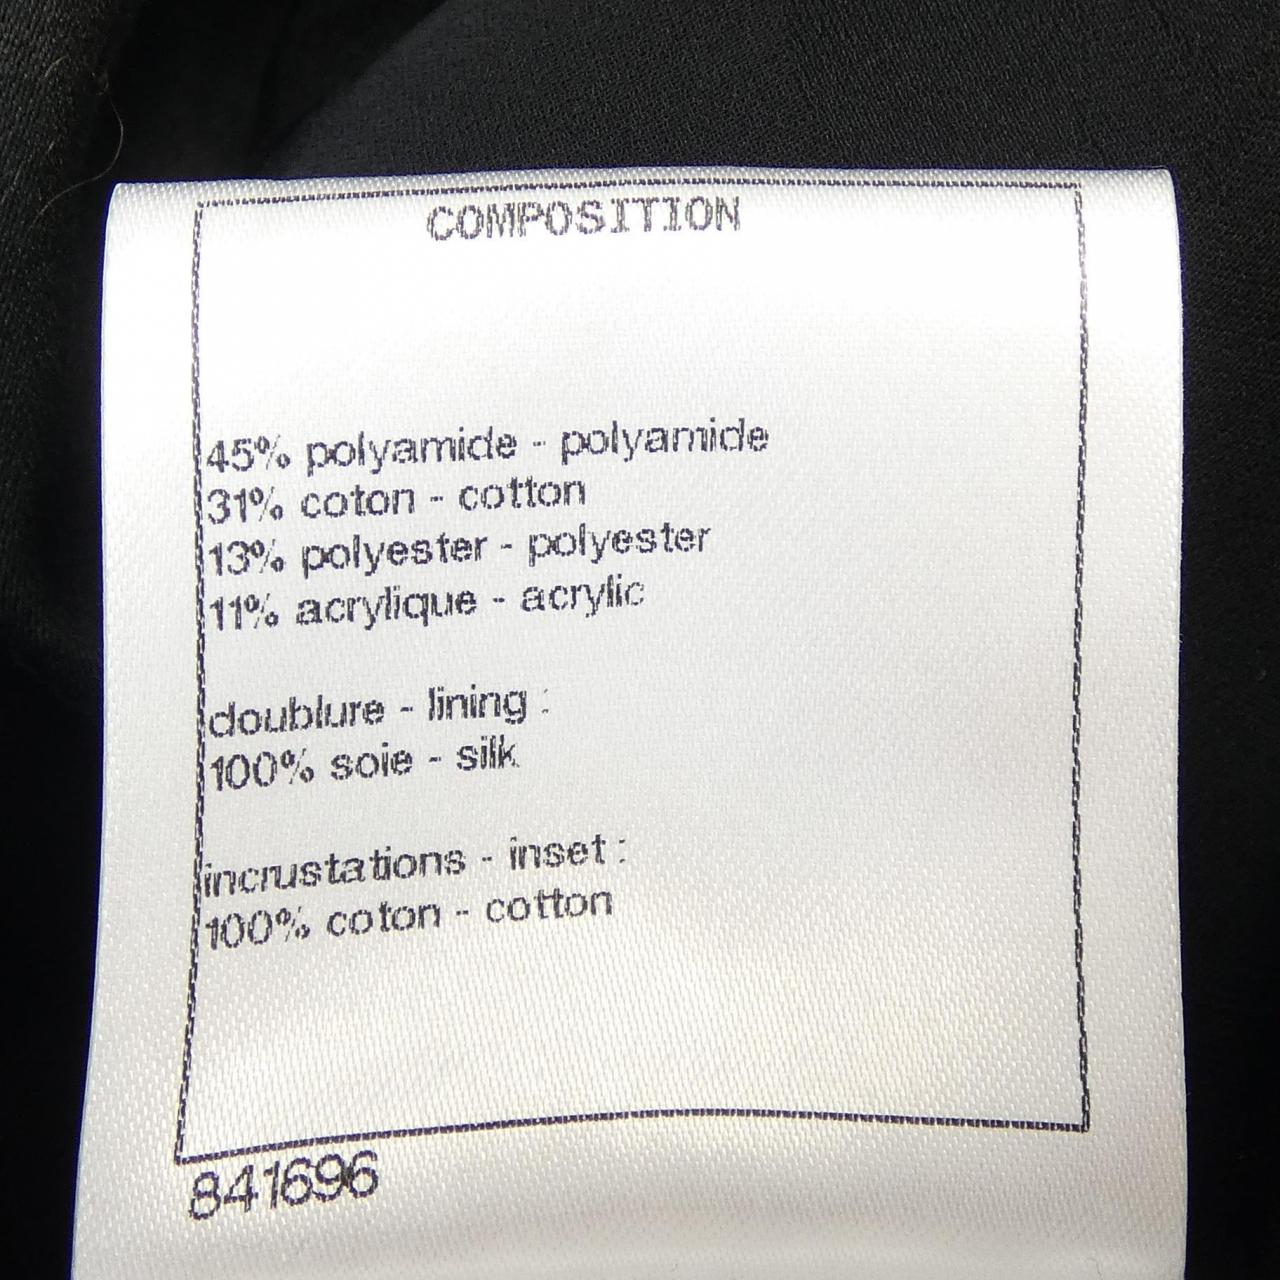 COMPOSITION
45% polyamide - polyamide
31% coton - cotton
13% polyester - polyester
11% acrylique - acrylic
doublure - lining :
100% soie - silk
incrustations - inset :
100% coton - cotton
841696